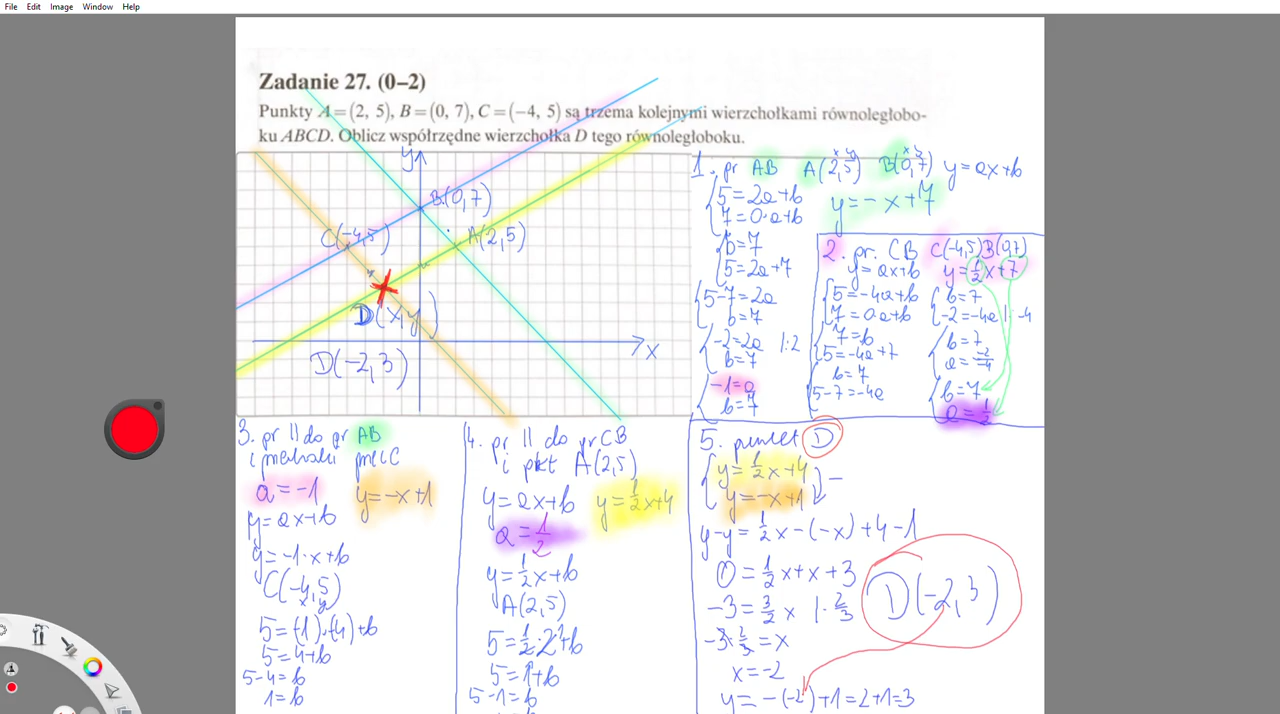 File Edit Image Window Help
Zadanie 27. (0–2)
Punkty A = (2, 5), B = (0, 7), C = (−4, 5) są trzema kolejnymi wierzchołkami równoległobo-
ku ABCD. Oblicz współrzędne wierzchołka D tego równoległoboku.
y
B(0,7)
C(-4,5)
A(2,5)
D(x,y)
x
D(-2,3)
1. pr AB A(2,5) B(0,7) y=ax+b
x y x y
5=2a+b
7=0·a+b
y=-x+7
b=7
5=2a+7
5-7=2a
b=7
-2=2a |:2
b=7
-1=a
b=7
2. pr. CB C(-4,5) B(0,7)
y=ax+b
y=1/2x+7
5=-4a+b
7=0a+b
7=b
5=-4a+7
b=7
5-7=-4a
b=7
-2=-4a |:-4
b=7
a=-2/-4
b=7
a=1/2
3. pr || do pr AB
a=-1
y=-x+1
y=ax+b
y=-1·x+b
C(-4,5)
x y
5=(-1)·(-4)+b
5=4+b
5-4=b
1=b
4. pr || do pr CB
i pkt A(2,5)
y=ax+b
y=1/2x+4
a=1/2
y=1/2x+b
A(2,5)
5=1/2·2+b
5=1+b
5-1=b
5. punkt D
y=1/2x+4
y=-x+1
-
y-y=1/2x-(-x)+4-1
0=1/2x+x+3
-3=3/2x |·2/3
-3·2/3=x
x=-2
y=-(-2)+1=2+1=3
D(-2,3)